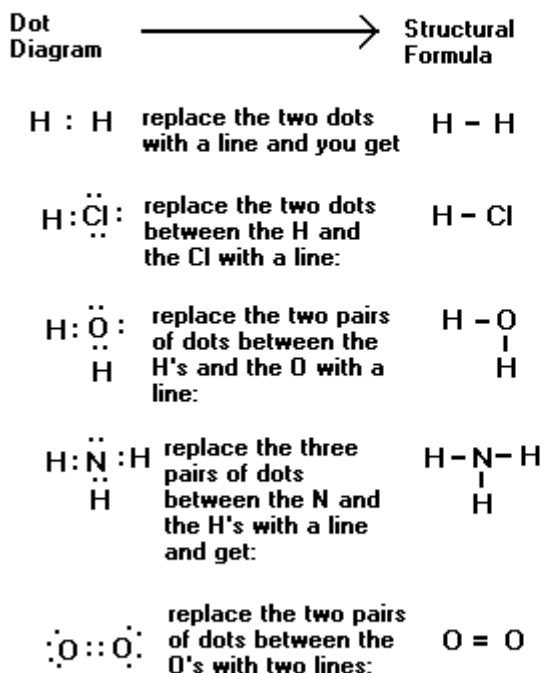 Dot Diagram
Structural Formula
H : H
replace the two dots
with a line and you get
H – H
H : Cl :
replace the two dots
between the H and
the Cl with a line:
H – Cl
H : O :
H
replace the two pairs
of dots between the
H's and the O with a
line:
H – O
H
H : N : H
H
replace the three
pairs of dots
between the N and
the H's with a line
and get:
H – N – H
H
O :: O
replace the two pairs
of dots between the
O's with two lines:
O = O